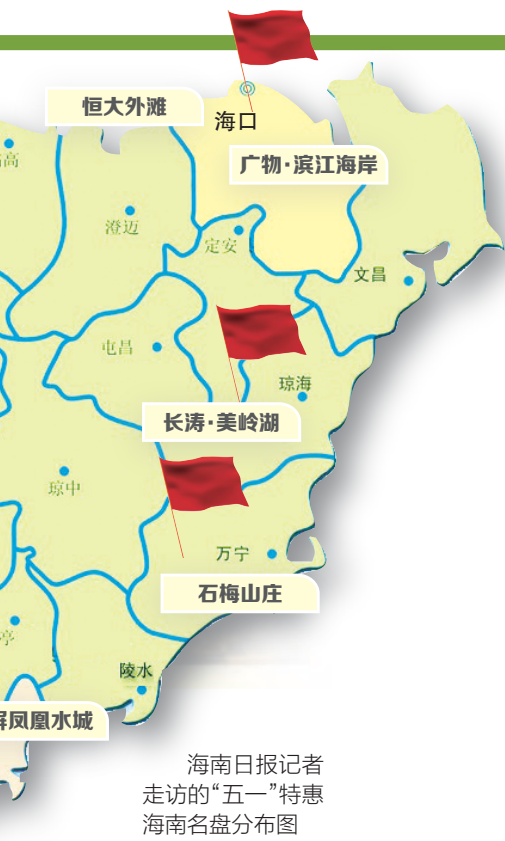 恒大外滩
海口
广物·滨江海岸
高
澄迈
定安
文昌
屯昌
琼海
长涛·美岭湖
琼中
万宁
石梅山庄
亭
陵水
屏凤凰水城
海南日报记者
走访的“五一”特惠
海南名盘分布图